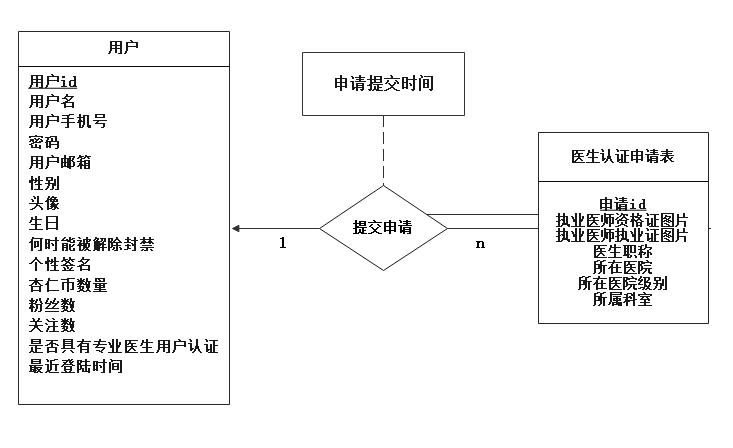 用户
用户id
用户名
用户手机号
密码
用户邮箱
性别
头像
生日
何时能被解除封禁
个性签名
杏仁币数量
粉丝数
关注数
是否具有专业医生用户认证
最近登陆时间
申请提交时间
提交申请
1
n
医生认证申请表
申请id
执业医师资格证图片
执业医师执业证图片
医生职称
所在医院
所在医院级别
所属科室